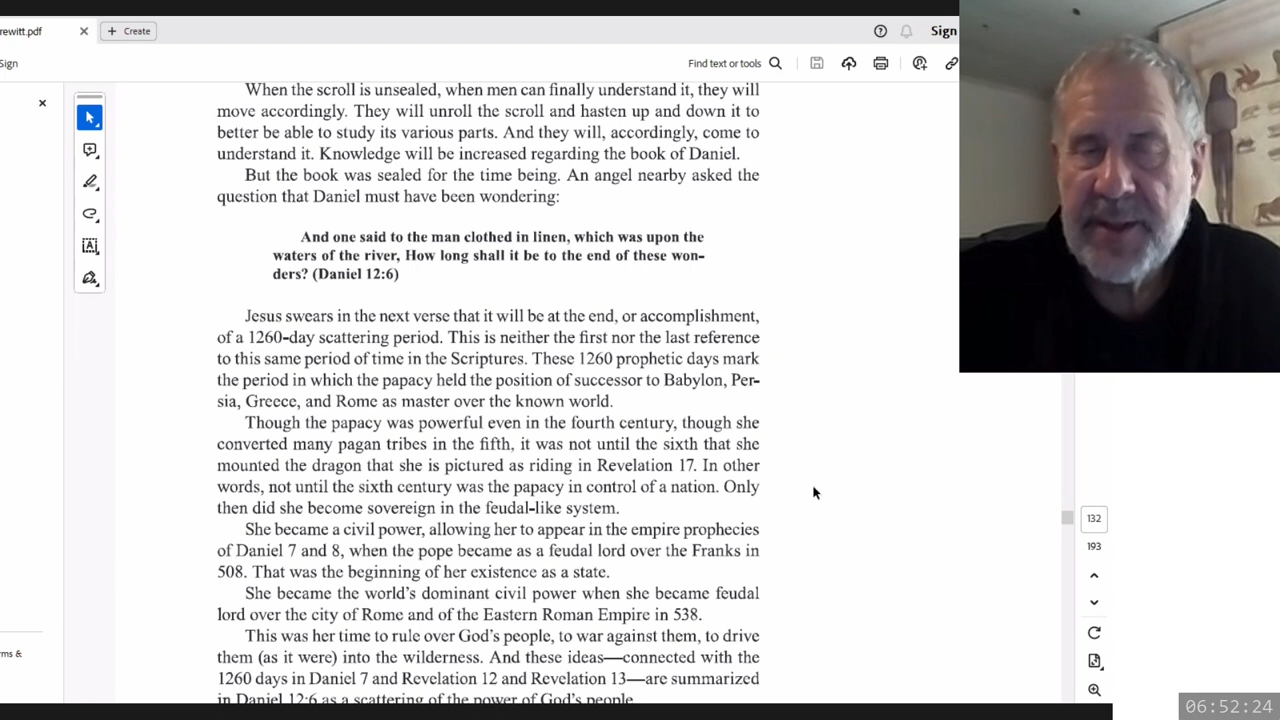 rewitt.pdf
Create
Sign
Sign
Find text or tools
When the scroll is unsealed, when men can finally understand it, they will
move accordingly. They will unroll the scroll and hasten up and down it to
better be able to study its various parts. And they will, accordingly, come to
understand it. Knowledge will be increased regarding the book of Daniel.
But the book was sealed for the time being. An angel nearby asked the
question that Daniel must have been wondering:
And one said to the man clothed in linen, which was upon the
waters of the river, How long shall it be to the end of these won-
ders? (Daniel 12:6)
Jesus swears in the next verse that it will be at the end, or accomplishment,
of a 1260-day scattering period. This is neither the first nor the last reference
to this same period of time in the Scriptures. These 1260 prophetic days mark
the period in which the papacy held the position of successor to Babylon, Per-
sia, Greece, and Rome as master over the known world.
Though the papacy was powerful even in the fourth century, though she
converted many pagan tribes in the fifth, it was not until the sixth that she
mounted the dragon that she is pictured as riding in Revelation 17. In other
words, not until the sixth century was the papacy in control of a nation. Only
then did she become sovereign in the feudal-like system.
She became a civil power, allowing her to appear in the empire prophecies
of Daniel 7 and 8, when the pope became as a feudal lord over the Franks in
508. That was the beginning of her existence as a state.
She became the world's dominant civil power when she became feudal
lord over the city of Rome and of the Eastern Roman Empire in 538.
This was her time to rule over God's people, to war against them, to drive
them (as it were) into the wilderness. And these ideas—connected with the
1260 days in Daniel 7 and Revelation 12 and Revelation 13—are summarized
in Daniel 12:6 as a scattering of the power of God's people.
132
193
rms &
06:52:24